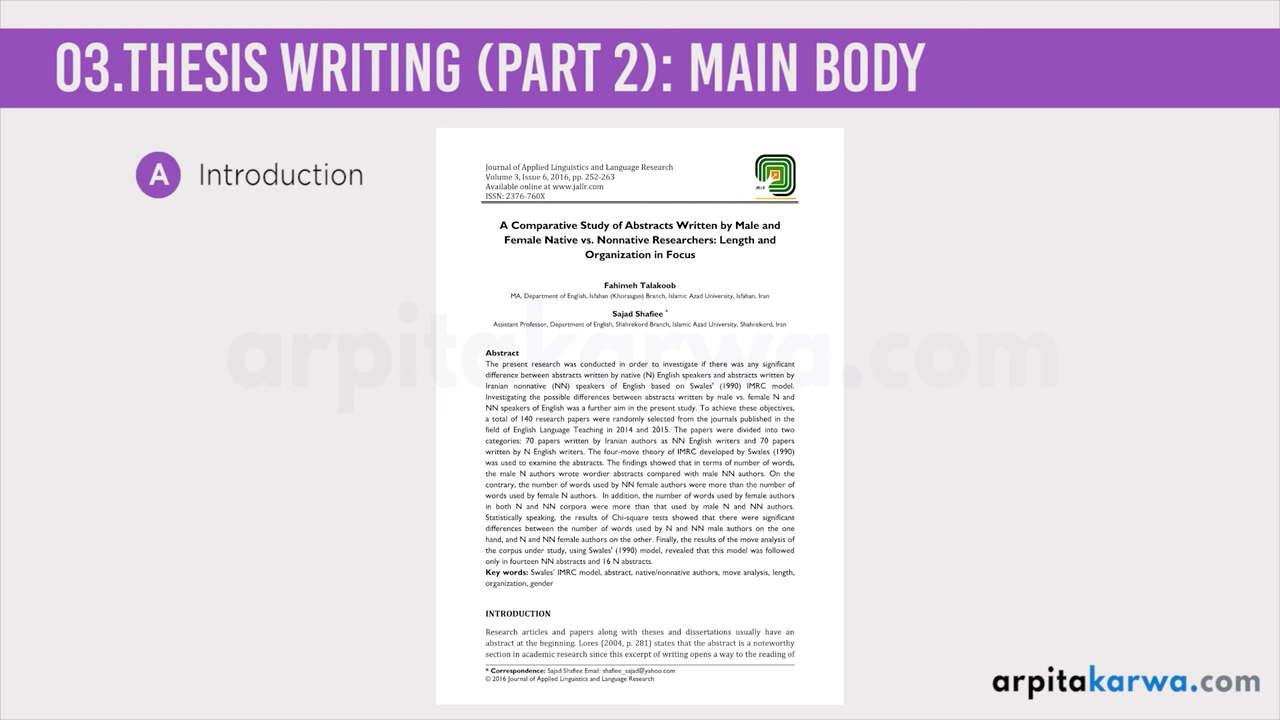 03.THESIS WRITING (PART 2): MAIN BODY
A Introduction
Journal of Applied Linguistics and Language Research
Volume 3, Issue 6, 2016, pp. 252-263
Available online at www.jallr.com
ISSN: 2376-760X
JALLR
A Comparative Study of Abstracts Written by Male and
Female Native vs. Nonnative Researchers: Length and
Organization in Focus
Fahimeh Talakoob
MA, Department of English, Isfahan (Khorasgan) Branch, Islamic Azad University, Isfahan, Iran
Sajad Shafiee *
Assistant Professor, Department of English, Shahrekord Branch, Islamic Azad University, Shahrekord, Iran
Abstract
The present research was conducted in order to investigate if there was any significant
difference between abstracts written by native (N) English speakers and abstracts written by
Iranian nonnative (NN) speakers of English based on Swales' (1990) IMRC model.
Investigating the possible differences between abstracts written by male vs. female N and
NN speakers of English was a further aim in the present study. To achieve these objectives,
a total of 140 research papers were randomly selected from the journals published in the
field of English Language Teaching in 2014 and 2015. The papers were divided into two
categories: 70 papers written by Iranian authors as NN English writers and 70 papers
written by N English writers. The four-move theory of IMRC developed by Swales (1990)
was used to examine the abstracts. The findings showed that in terms of number of words,
the male N authors wrote wordier abstracts compared with male NN authors. On the
contrary, the number of words used by NN female authors were more than the number of
words used by female N authors. In addition, the number of words used by female authors
in both N and NN corpora were more than that used by male N and NN authors.
Statistically speaking, the results of Chi-square tests showed that there were significant
differences between the number of words used by N and NN male authors on the one
hand, and N and NN female authors on the other. Finally, the results of the move analysis of
the corpus under study, using Swales' (1990) model, revealed that this model was followed
only in fourteen NN abstracts and 16 N abstracts.
Key words: Swales' IMRC model, abstract, native/nonnative authors, move analysis, length,
organization, gender
INTRODUCTION
Research articles and papers along with theses and dissertations usually have an
abstract at the beginning. Lores (2004, p. 281) states that the abstract is a noteworthy
section in academic research since this excerpt of writing opens a way to the reading of
* Correspondence: Sajad Shafiee Email: shafiee_sajad@yahoo.com
© 2016 Journal of Applied Linguistics and Language Research
arpitakarwa.com
arpitakarwa.com